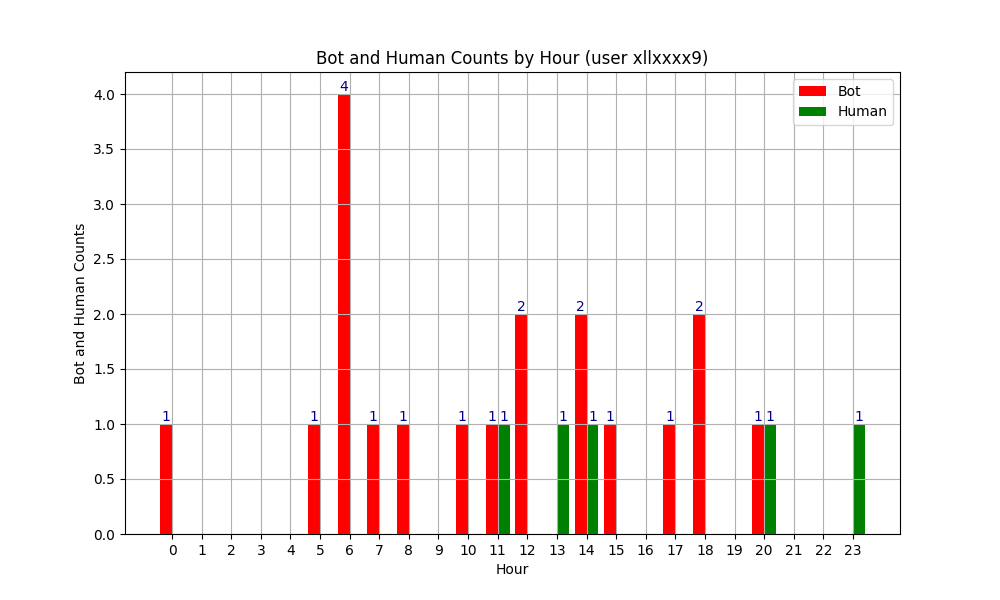 Bot and Human Counts by Hour (user xllxxxx9)
Bot
Human
Bot and Human Counts
4.0
3.5
3.0
2.5
2.0
1.5
1.0
0.5
0.0
4
2 2 2
1 1 1 1 1 1 1 1 1 1 1 1 1 1
0 1 2 3 4 5 6 7 8 9 10 11 12 13 14 15 16 17 18 19 20 21 22 23
Hour